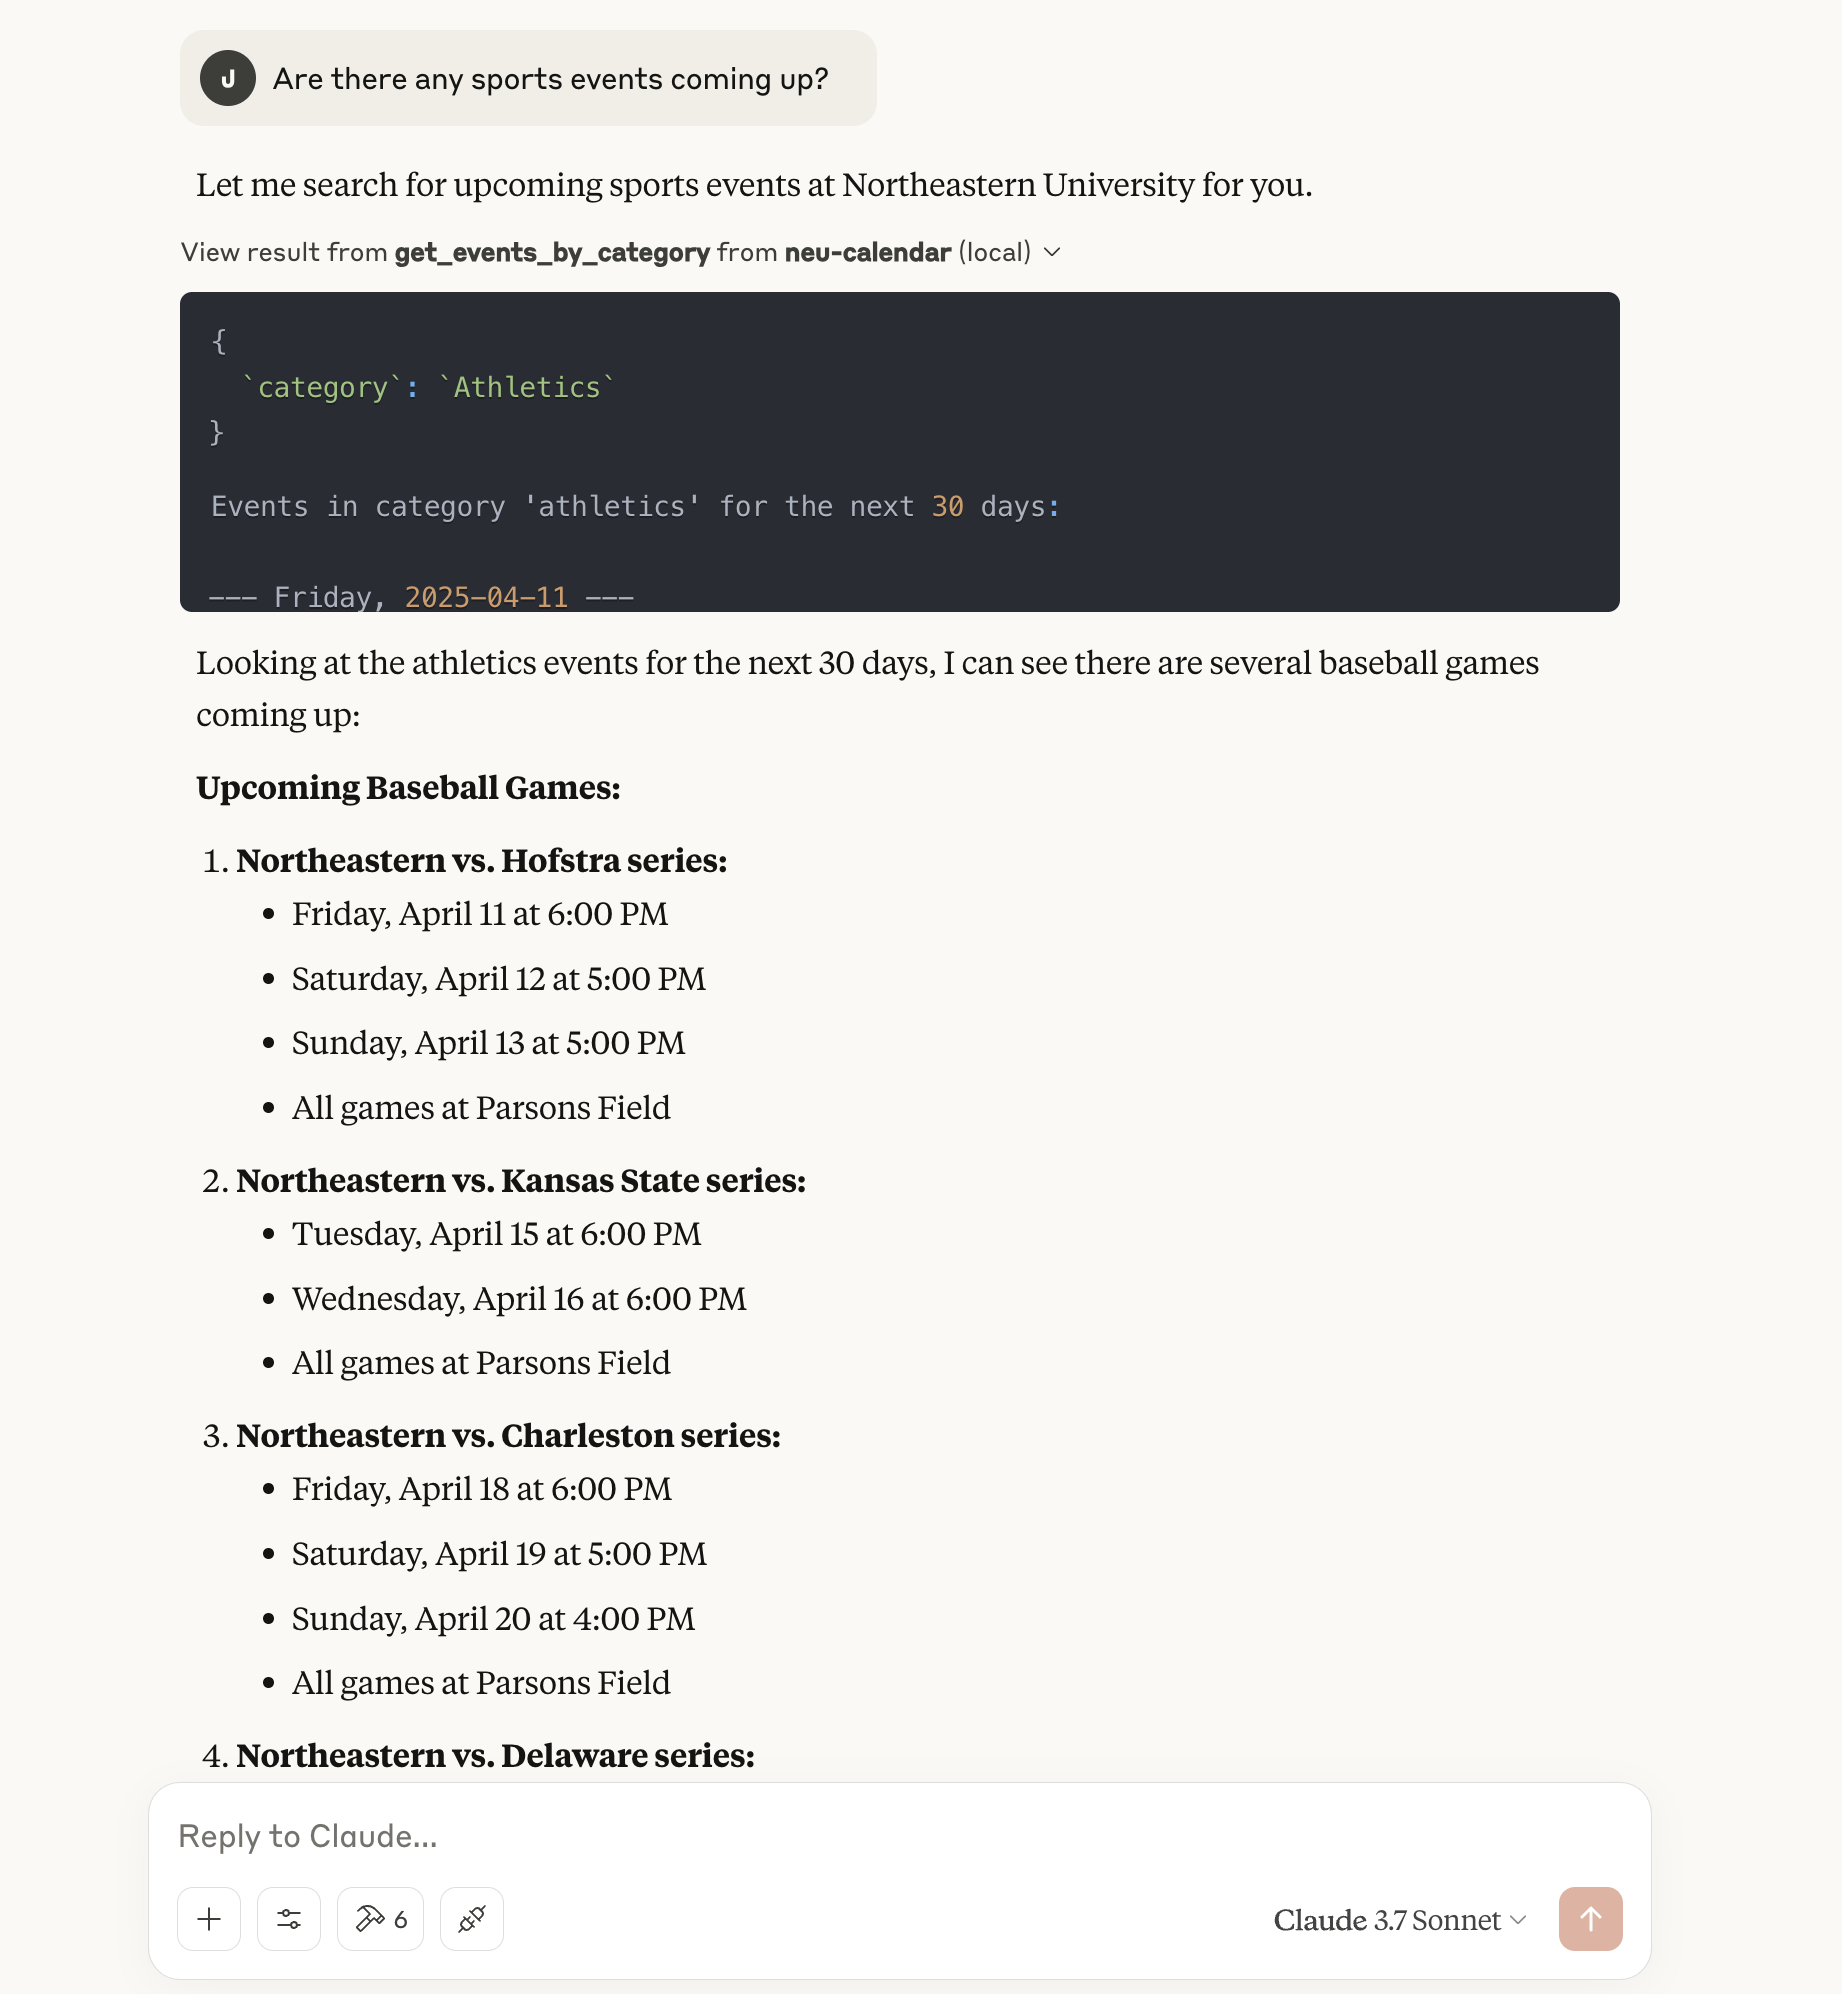 J Are there any sports events coming up?
Let me search for upcoming sports events at Northeastern University for you.
View result from get_events_by_category from neu-calendar (local)
{
  `category`: `Athletics`
}
Events in category 'athletics' for the next 30 days:
--- Friday, 2025-04-11 ---
Looking at the athletics events for the next 30 days, I can see there are several baseball games
coming up:
Upcoming Baseball Games:
1. Northeastern vs. Hofstra series:
• Friday, April 11 at 6:00 PM
• Saturday, April 12 at 5:00 PM
• Sunday, April 13 at 5:00 PM
• All games at Parsons Field
2. Northeastern vs. Kansas State series:
• Tuesday, April 15 at 6:00 PM
• Wednesday, April 16 at 6:00 PM
• All games at Parsons Field
3. Northeastern vs. Charleston series:
• Friday, April 18 at 6:00 PM
• Saturday, April 19 at 5:00 PM
• Sunday, April 20 at 4:00 PM
• All games at Parsons Field
4. Northeastern vs. Delaware series:
Reply to Claude...
6
Claude 3.7 Sonnet